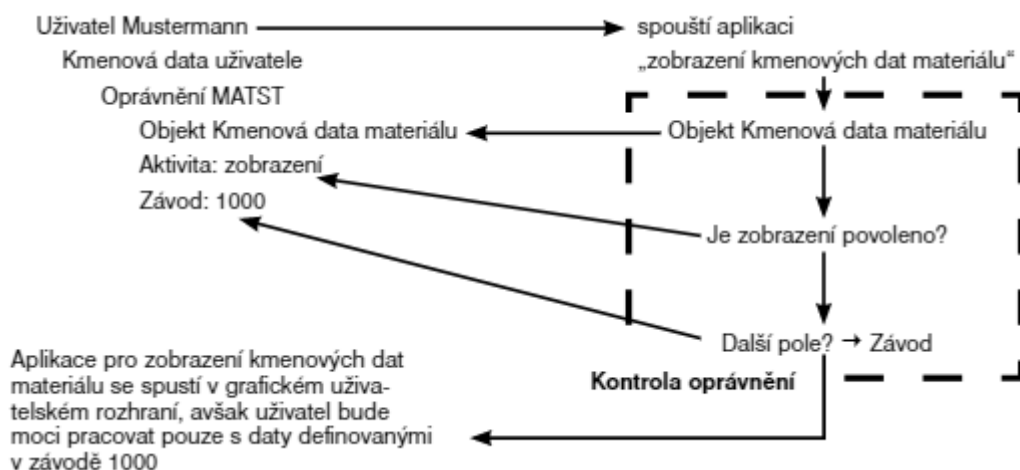 Uživatel Mustermann
spouští aplikaci
Kmenová data uživatele
„zobrazení kmenových dat materiálu“
Oprávnění MATST
Objekt Kmenová data materiálu
Objekt Kmenová data materiálu
Aktivita: zobrazení
Závod: 1000
Je zobrazení povoleno?
Další pole? → Závod
Kontrola oprávnění
Aplikace pro zobrazení kmenových dat
materiálu se spustí v grafickém uživa-
telském rozhraní, avšak uživatel bude
moci pracovat pouze s daty definovanými
v závodě 1000